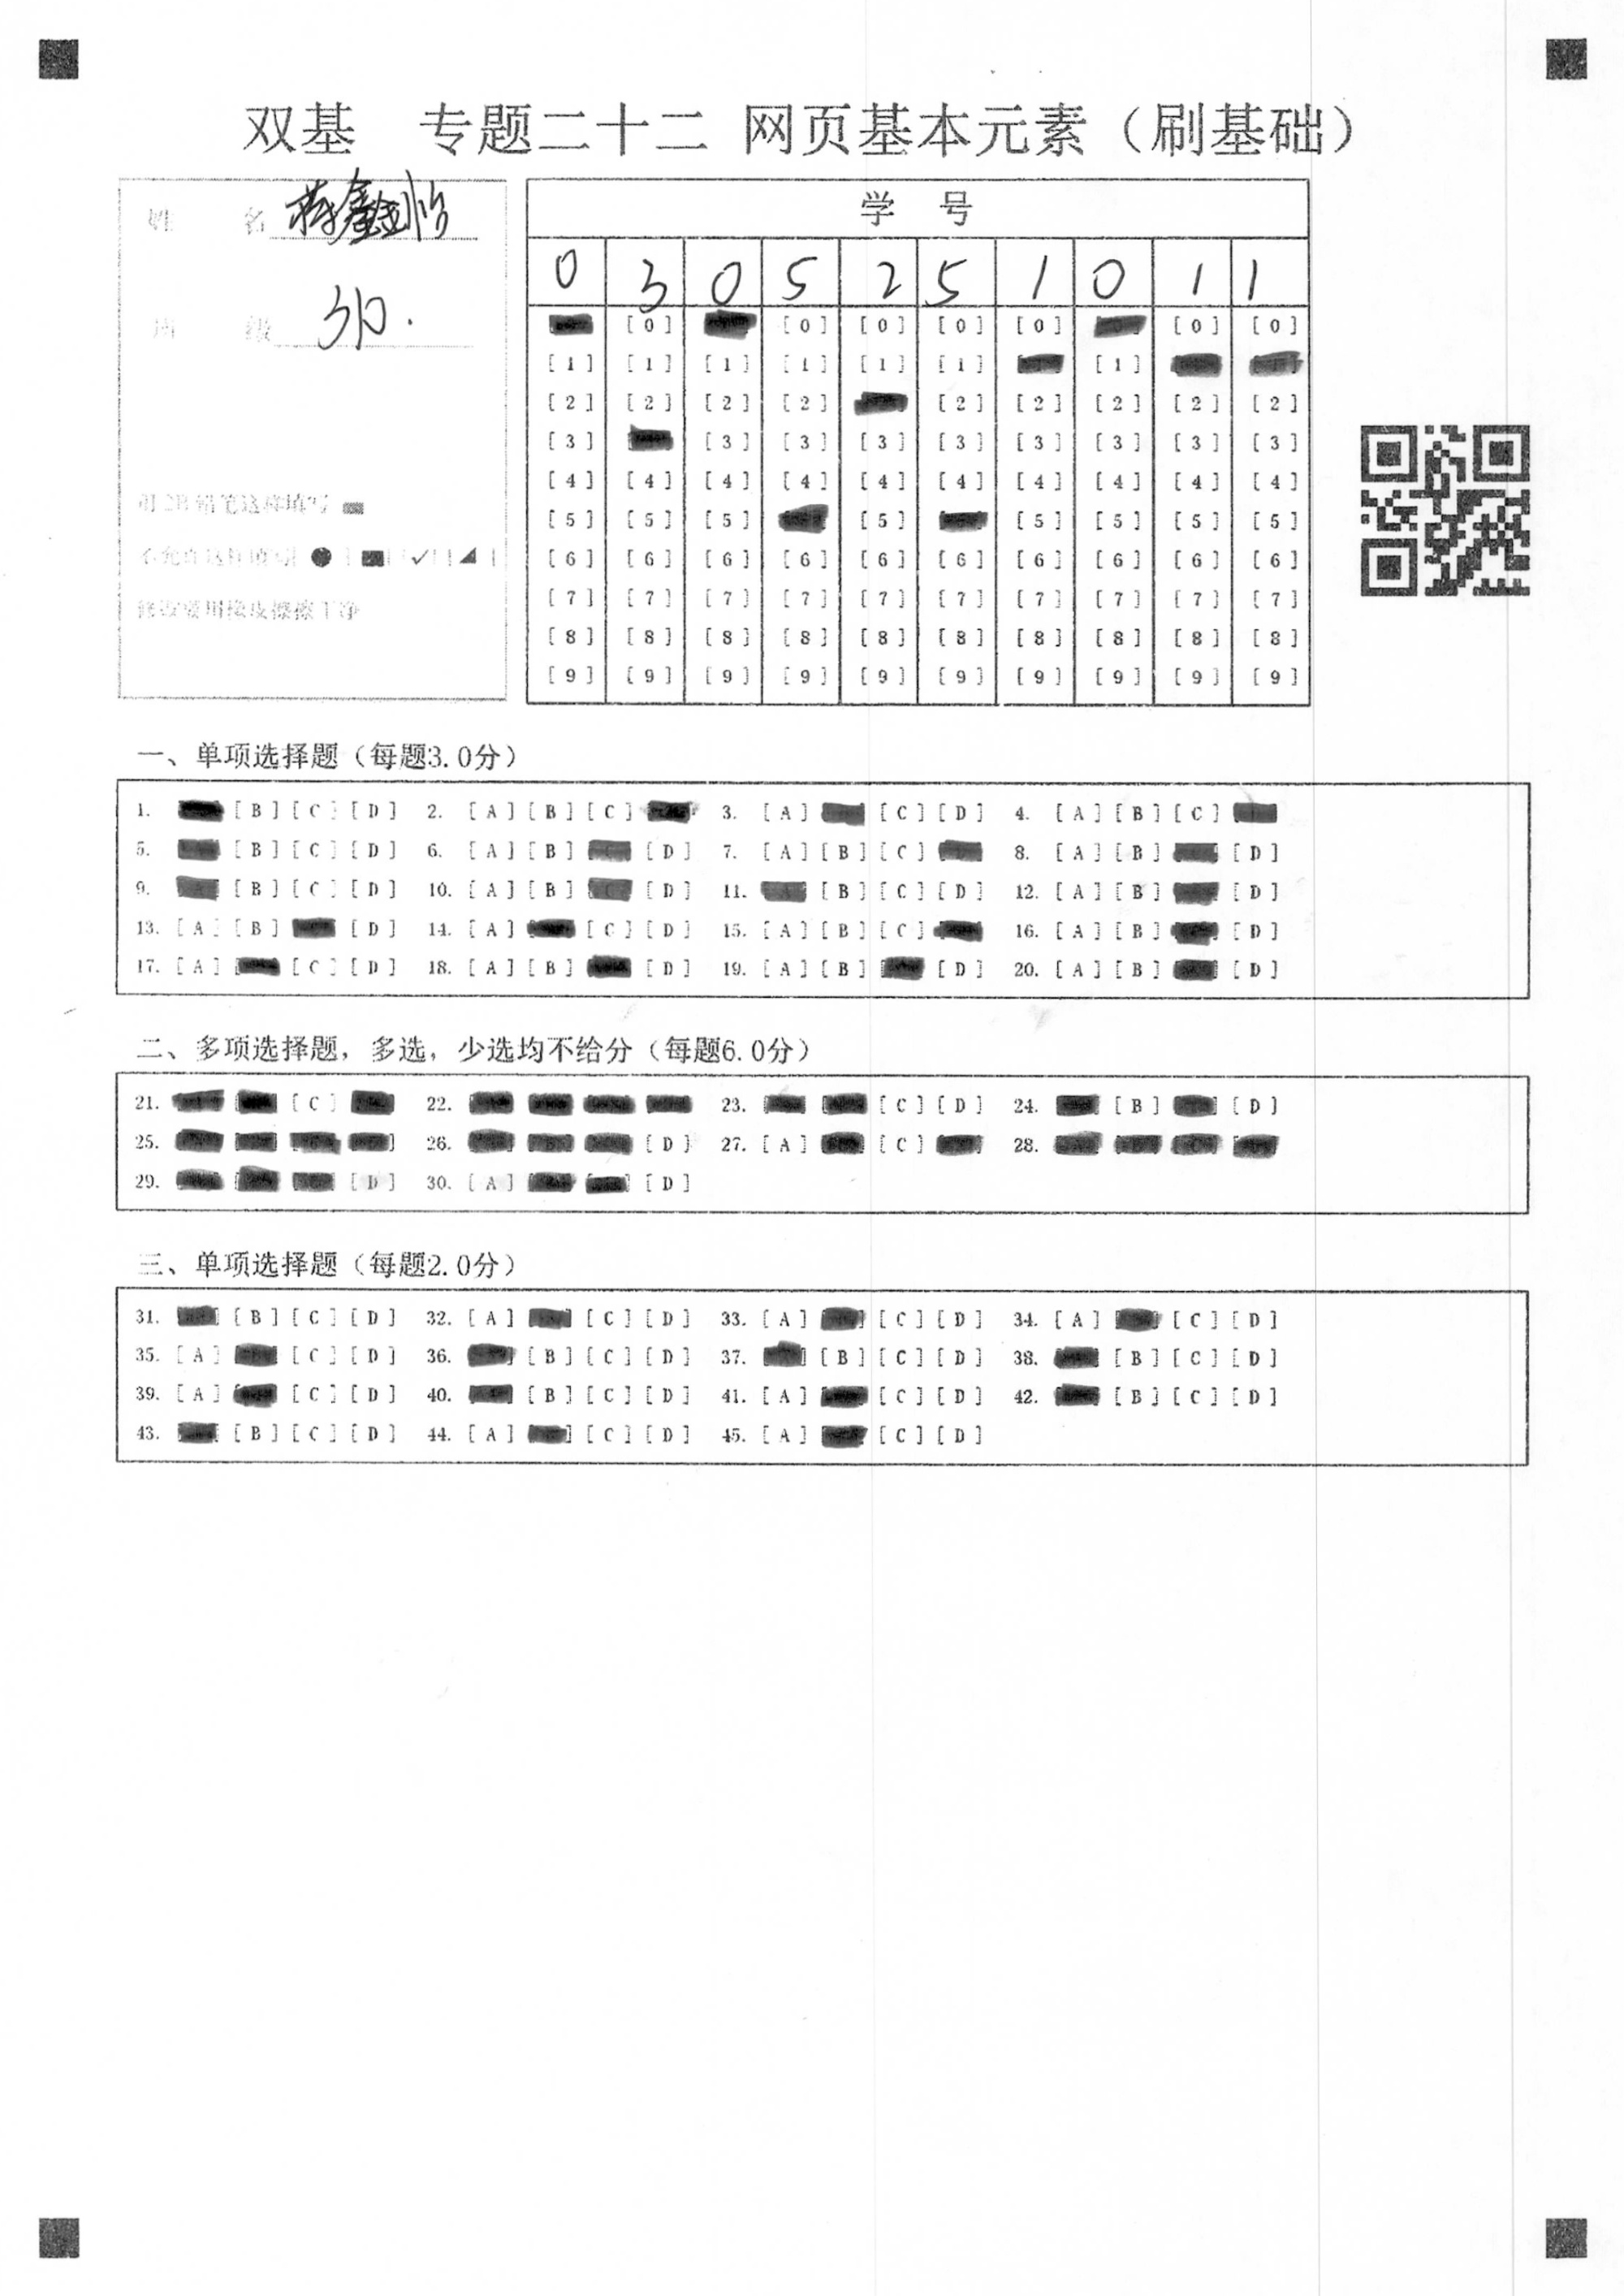 双基 专题二十二 网页基本元素（刷基础）
姓 名
班 级
用2B铅笔这样填写
不允许这样填写
修改要用橡皮擦擦干净
学 号
0 3 0 5 2 5 1 0 1 1
[0] [0] [0] [0] [0] [0] [0]
[1] [1] [1] [1] [1] [1] [1]
[2] [2] [2] [2] [2] [2] [2] [2] [2]
[3] [3] [3] [3] [3] [3] [3] [3] [3]
[4] [4] [4] [4] [4] [4] [4] [4] [4] [4]
[5] [5] [5] [5] [5] [5] [5] [5]
[6] [6] [6] [6] [6] [6] [6] [6] [6] [6]
[7] [7] [7] [7] [7] [7] [7] [7] [7] [7]
[8] [8] [8] [8] [8] [8] [8] [8] [8] [8]
[9] [9] [9] [9] [9] [9] [9] [9] [9] [9]
一、单项选择题（每题3.0分）
1. [B] [C] [D] 2. [A] [B] [C] 3. [A] [C] [D] 4. [A] [B] [C]
5. [B] [C] [D] 6. [A] [B] [D] 7. [A] [B] [C] 8. [A] [B] [D]
9. [B] [C] [D] 10. [A] [B] [D] 11. [B] [C] [D] 12. [A] [B] [D]
13. [A] [B] [D] 14. [A] [C] [D] 15. [A] [B] [C] 16. [A] [B] [D]
17. [A] [C] [D] 18. [A] [B] [D] 19. [A] [B] [D] 20. [A] [B] [D]
二、多项选择题，多选，少选均不给分（每题6.0分）
21. [C] 22. 23. [C] [D] 24. [B] [D]
25. 26. [D] 27. [A] [C] 28.
29. [D] 30. [A] [D]
三、单项选择题（每题2.0分）
31. [B] [C] [D] 32. [A] [C] [D] 33. [A] [C] [D] 34. [A] [C] [D]
35. [A] [C] [D] 36. [B] [C] [D] 37. [B] [C] [D] 38. [B] [C] [D]
39. [A] [C] [D] 40. [B] [C] [D] 41. [A] [C] [D] 42. [B] [C] [D]
43. [B] [C] [D] 44. [A] [C] [D] 45. [A] [C] [D]